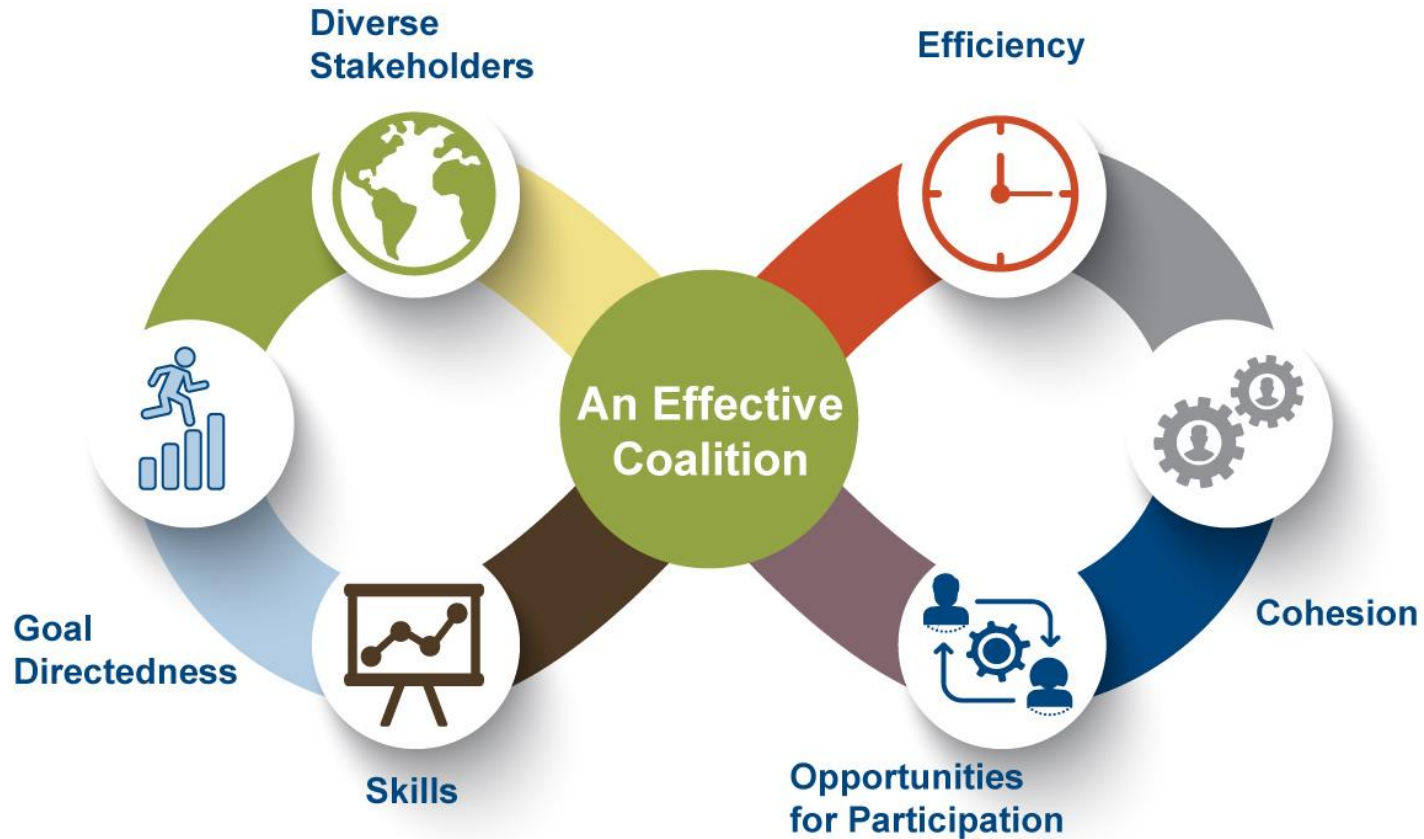 Diverse
Stakeholders
Efficiency
An Effective
Coalition
Goal
Directedness
Cohesion
Skills
Opportunities
for Participation